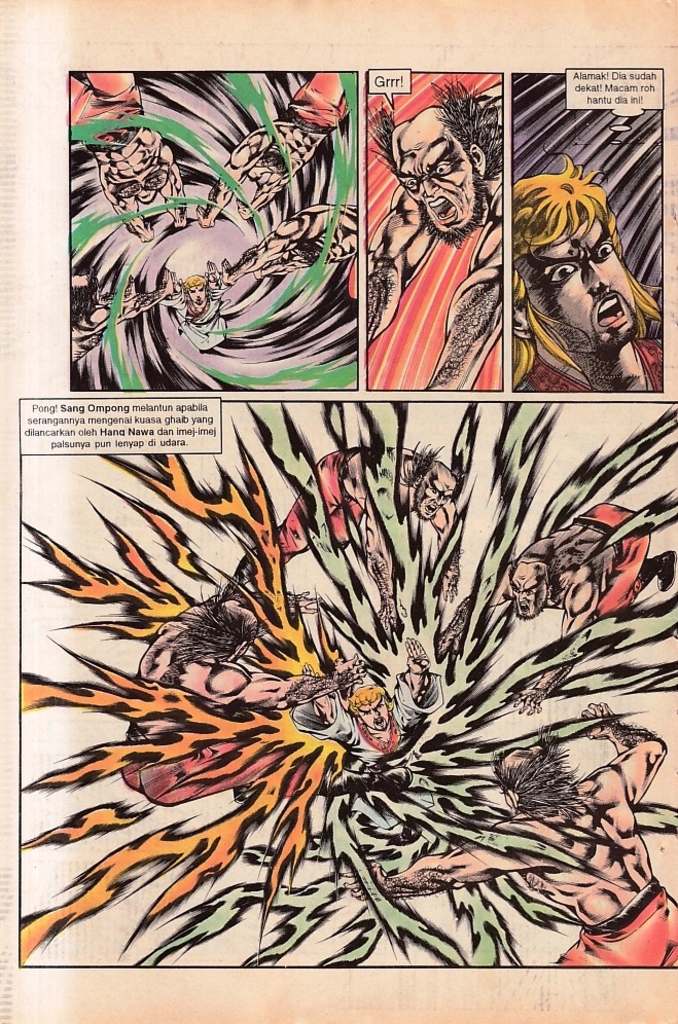 Grrr!
Alamak! Dia sudah
dekat! Macam roh
hantu dia ini!
Pong! Sang Ompong melantun apabila
serangannya mengenai kuasa ghaib yang
dilancarkan oleh Hang Nawa dan imej-imej
palsunya pun lenyap di udara.